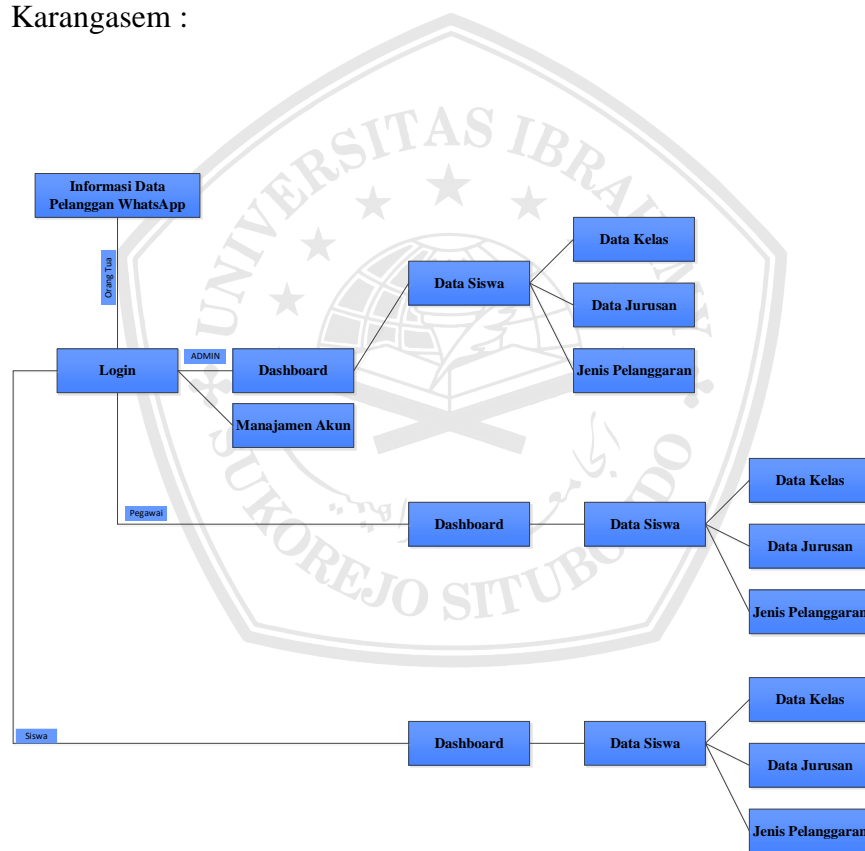 Karangasem :
UNIVERSITAS IBRAHIMY
SUKOREJO SITUBONDO
Informasi Data
Pelanggan WhatsApp
Orang Tua
Login
ADMIN
Dashboard
Manajamen Akun
Data Siswa
Data Kelas
Data Jurusan
Jenis Pelanggaran
Pegawai
Dashboard
Data Siswa
Data Kelas
Data Jurusan
Jenis Pelanggaran
Siswa
Dashboard
Data Siswa
Data Kelas
Data Jurusan
Jenis Pelanggaran